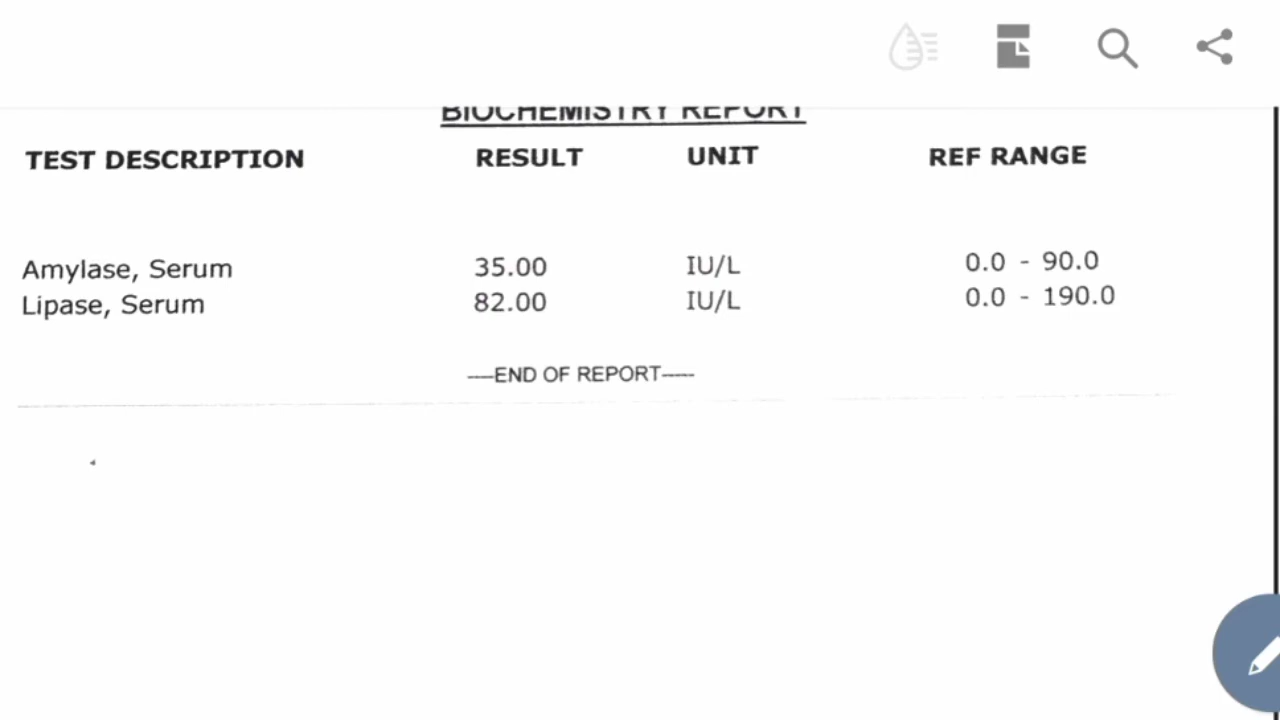 BIOCHEMISTRY REPORT
TEST DESCRIPTION RESULT UNIT REF RANGE
Amylase, Serum 35.00 IU/L 0.0 - 90.0
Lipase, Serum 82.00 IU/L 0.0 - 190.0
----END OF REPORT-----